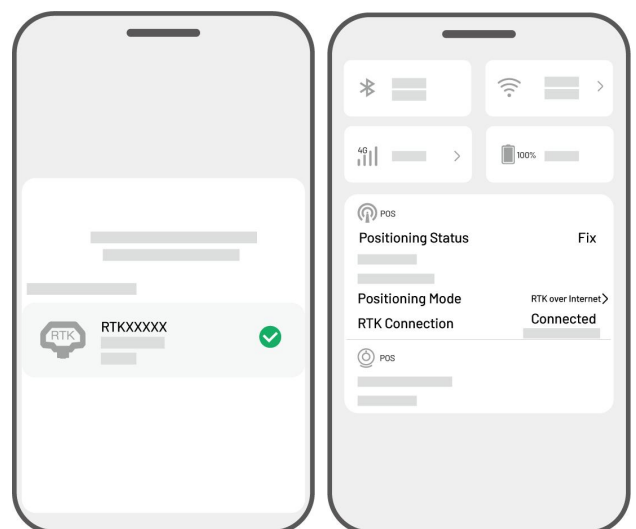 RTK
RTKXXXXX
4G
100%
POS
Positioning Status Fix
Positioning Mode RTK over Internet
RTK Connection Connected
POS